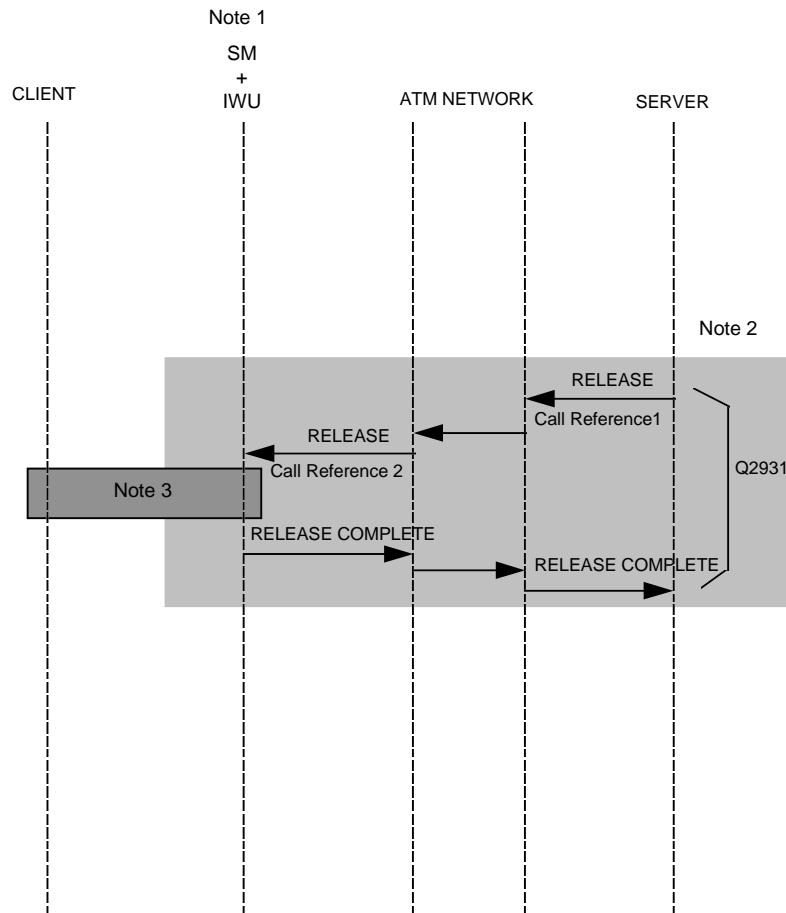 Note 1
SM
+
IWU
CLIENT
ATM NETWORK
SERVER
Note 2
RELEASE
Call Reference1
RELEASE
Call Reference 2
Q2931
Note 3
RELEASE COMPLETE
RELEASE COMPLETE